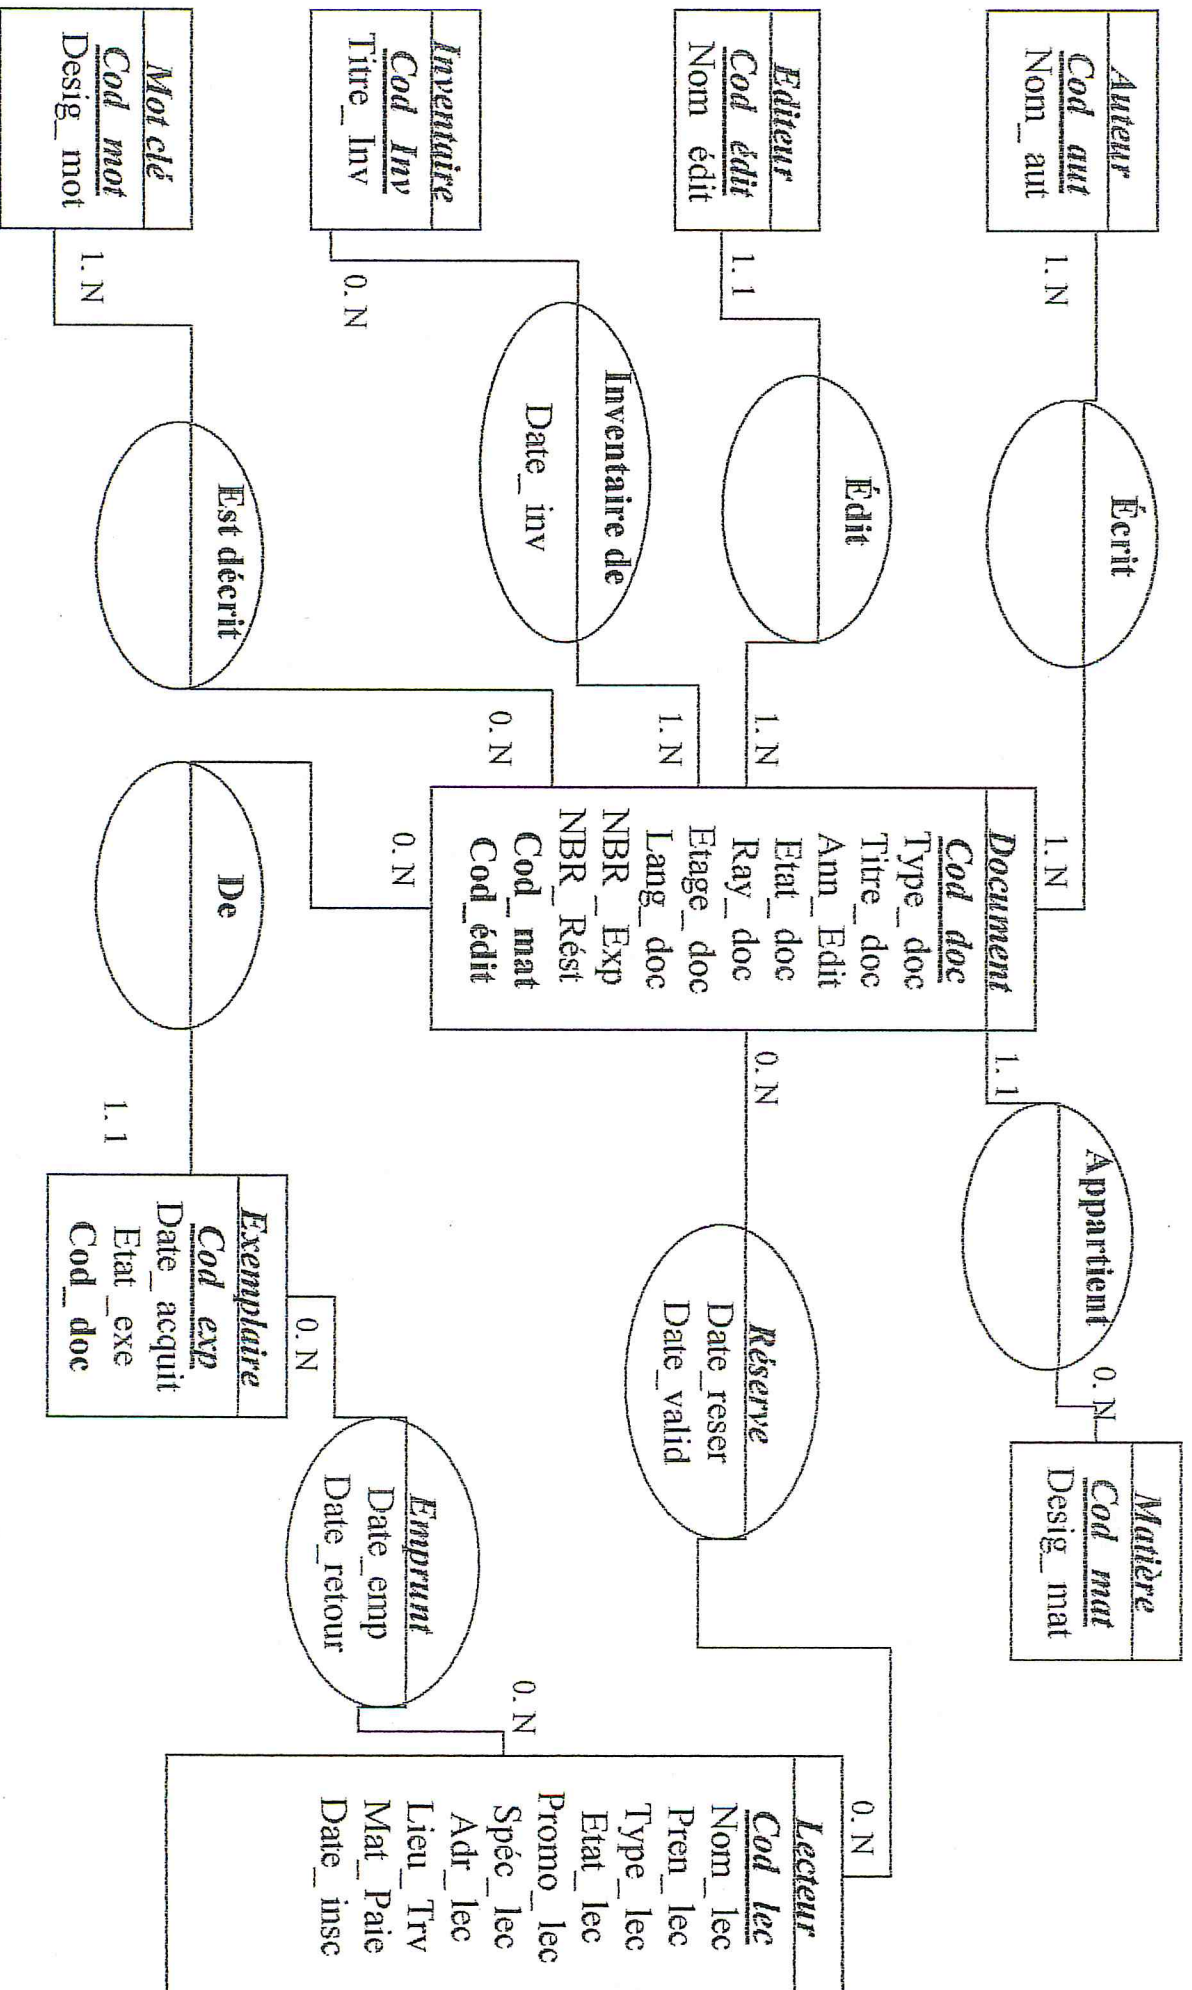 Auteur
Cod_aut
Nom_aut
1. N
Écrit
1. N
Editeur
Cod_édit
Nom_édit
1. 1
Édit
1. N
Inventaire
Cod_Inv
Titre_Inv
0. N
Inventaire de
Date_inv
1. N
Mot clé
Cod_mot
Desig_mot
1. N
Est décrit
0. N
Document
Cod_doc
Type_doc
Titre_doc
Ann_Edit
Etat_doc
Ray_doc
Etage_doc
Lang_doc
NBR_Exp
NBR_Rést
Cod_mat
Cod_édit
1. 1
Appartient
0. N
Matière
Cod_mat
Desig_mat
0. N
Réserve
Date_reser
Date_valid
0. N
0. N
De
1. 1
Exemplaire
Cod_exp
Date_acquit
Etat_exe
Cod_doc
0. N
Emprunt
Date_emp
Date_retour
0. N
Lecteur
Cod_lec
Nom_lec
Pren_lec
Type_lec
Etat_lec
Promo_lec
Spéc_lec
Adr_lec
Lieu_Trv
Mat_Paie
Date_insc